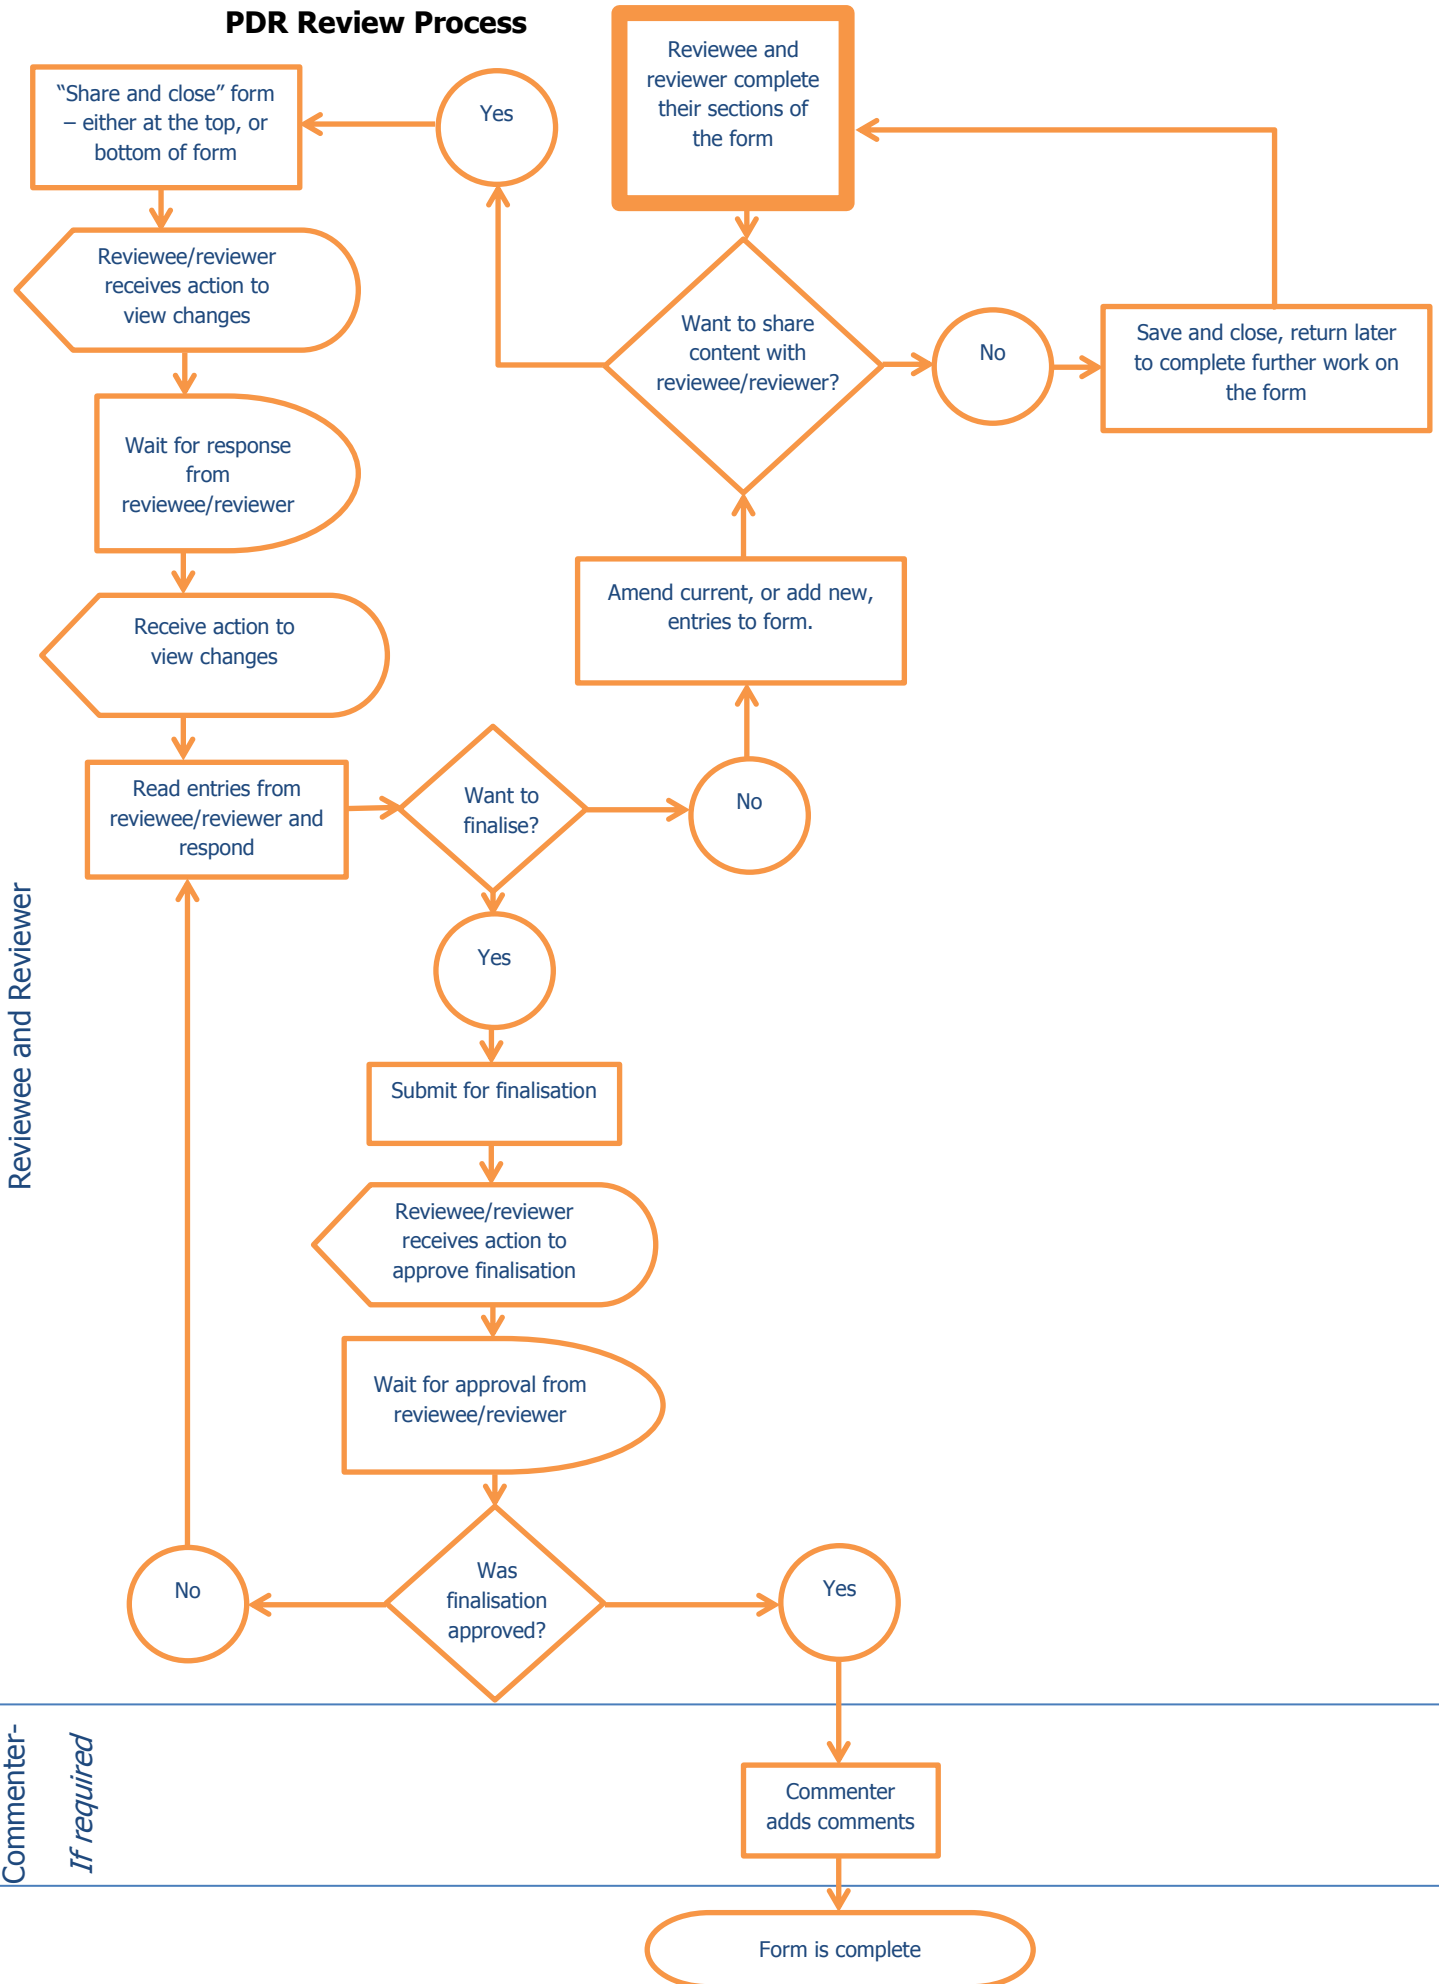 PDR Review Process
Reviewee and
reviewer complete
their sections of
the form
“Share and close” form
– either at the top, or
bottom of form
Yes
Reviewee/reviewer
receives action to
view changes
Want to share
content with
reviewee/reviewer?
No
Save and close, return later
to complete further work on
the form
Wait for response
from
reviewee/reviewer
Amend current, or add new,
entries to form.
Receive action to
view changes
Read entries from
reviewee/reviewer and
respond
Want to
finalise?
No
Yes
Reviewee and Reviewer
Submit for finalisation
Reviewee/reviewer
receives action to
approve finalisation
Wait for approval from
reviewee/reviewer
Was
finalisation
approved?
No
Yes
Commenter-
If required
Commenter
adds comments
Form is complete